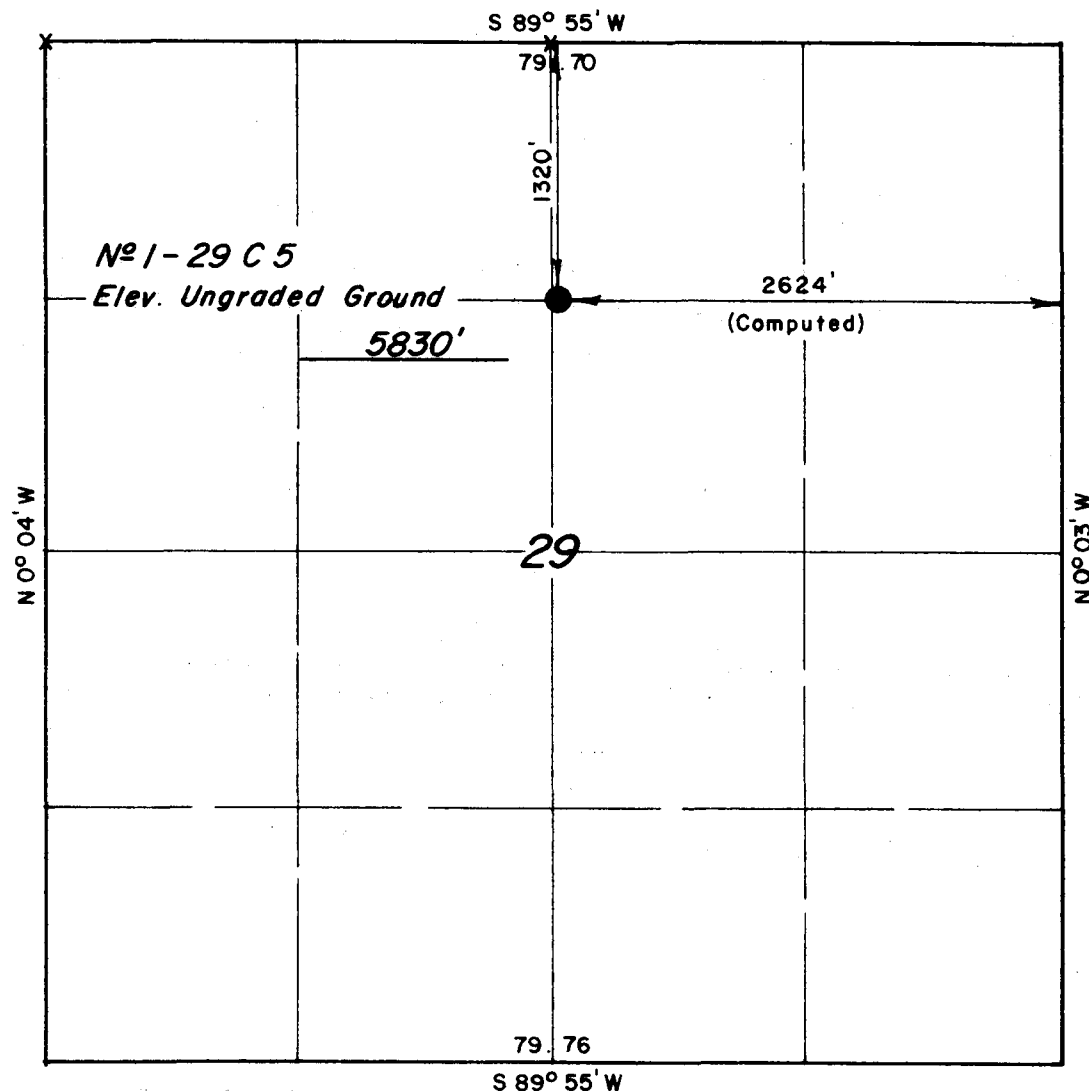 S 89° 55' W
79.70
1320'
Nº 1-29 C 5
Elev. Ungraded Ground
5830'
2624'
(Computed)
N 0° 04' W
29
N 0° 03' W
79.76
S 89° 55' W